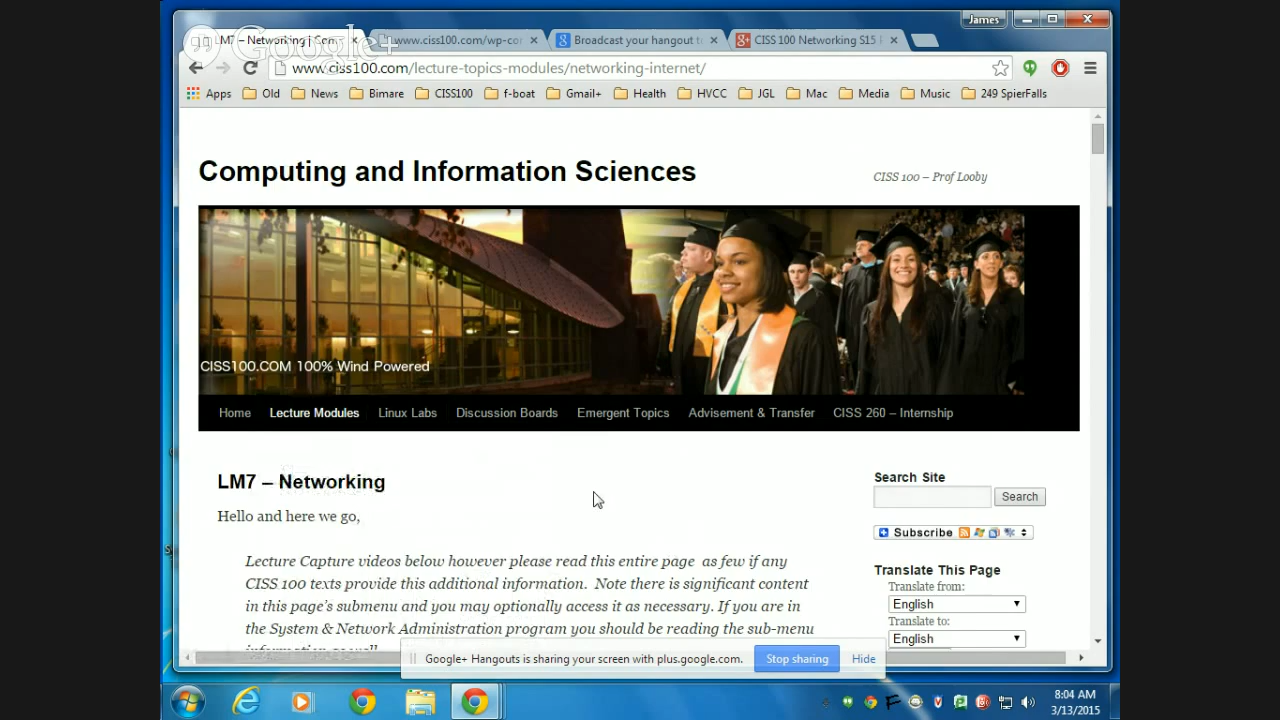 James
Google+
LM7 – Networking | Com
www.ciss100.com/wp-co
Broadcast your hangout t
CISS 100 Networking S15
www.ciss100.com/lecture-topics-modules/networking-internet/
Apps Old News Bimare CISS100 f-boat Gmail+ Health HVCC JGL Mac Media Music 249 SpierFalls
Computing and Information Sciences
CISS 100 – Prof Looby
CISS100.COM 100% Wind Powered
Home Lecture Modules Linux Labs Discussion Boards Emergent Topics Advisement & Transfer CISS 260 – Internship
LM7 – Networking
Hello and here we go,
Lecture Capture videos below however please read this entire page as few if any
CISS 100 texts provide this additional information. Note there is significant content
in this page's submenu and you may optionally access it as necessary. If you are in
the System & Network Administration program you should be reading the sub-menu
Search Site
Search
Subscribe
Translate This Page
Translate from:
English
Translate to:
English
Google+ Hangouts is sharing your screen with plus.google.com.
Stop sharing
Hide
8:04 AM
3/13/2015